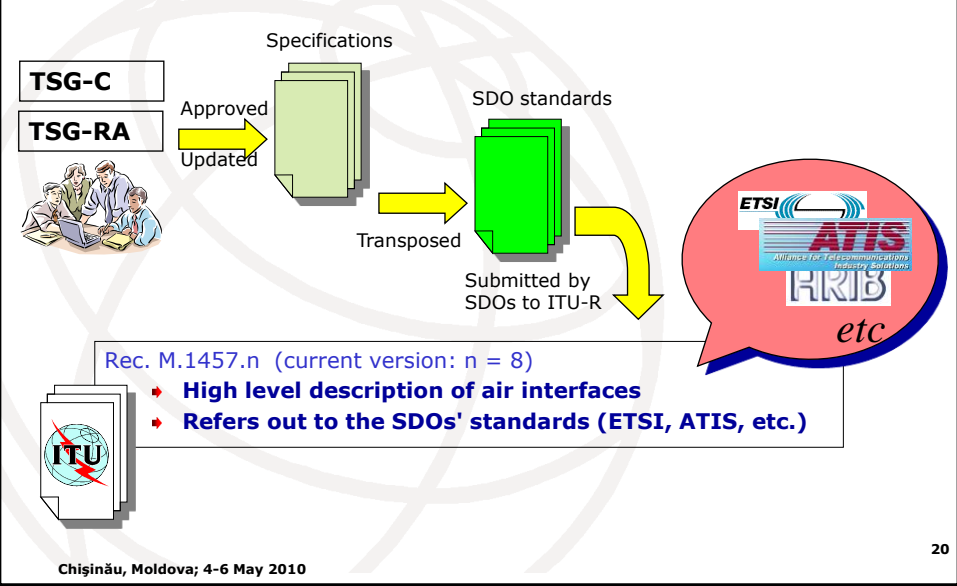 Specifications
TSG-C
TSG-RA
Approved
Updated
SDO standards
Transposed
Submitted by
SDOs to ITU-R
ETSI
ATIS
Alliance for Telecommunications
Industry Solutions
etc
Rec. M.1457.n (current version: n = 8)
High level description of air interfaces
Refers out to the SDOs' standards (ETSI, ATIS, etc.)
ITU
20
Chişinău, Moldova; 4-6 May 2010